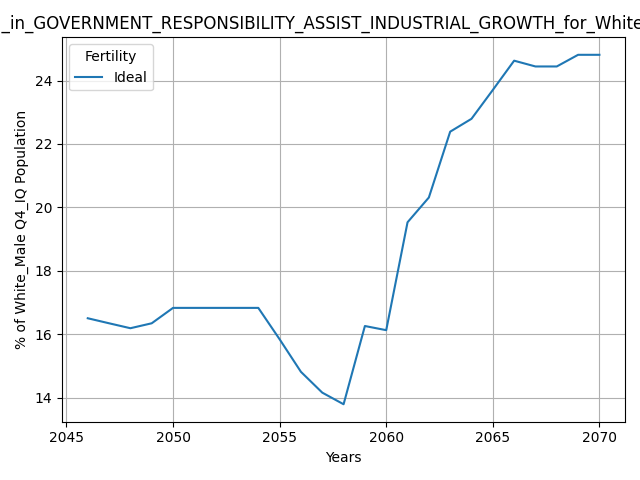 _in_GOVERNMENT_RESPONSIBILITY_ASSIST_INDUSTRIAL_GROWTH_for_White
Fertility
Ideal
% of White_Male Q4_IQ Population
24
22
20
18
16
14
2045 2050 2055 2060 2065 2070
Years